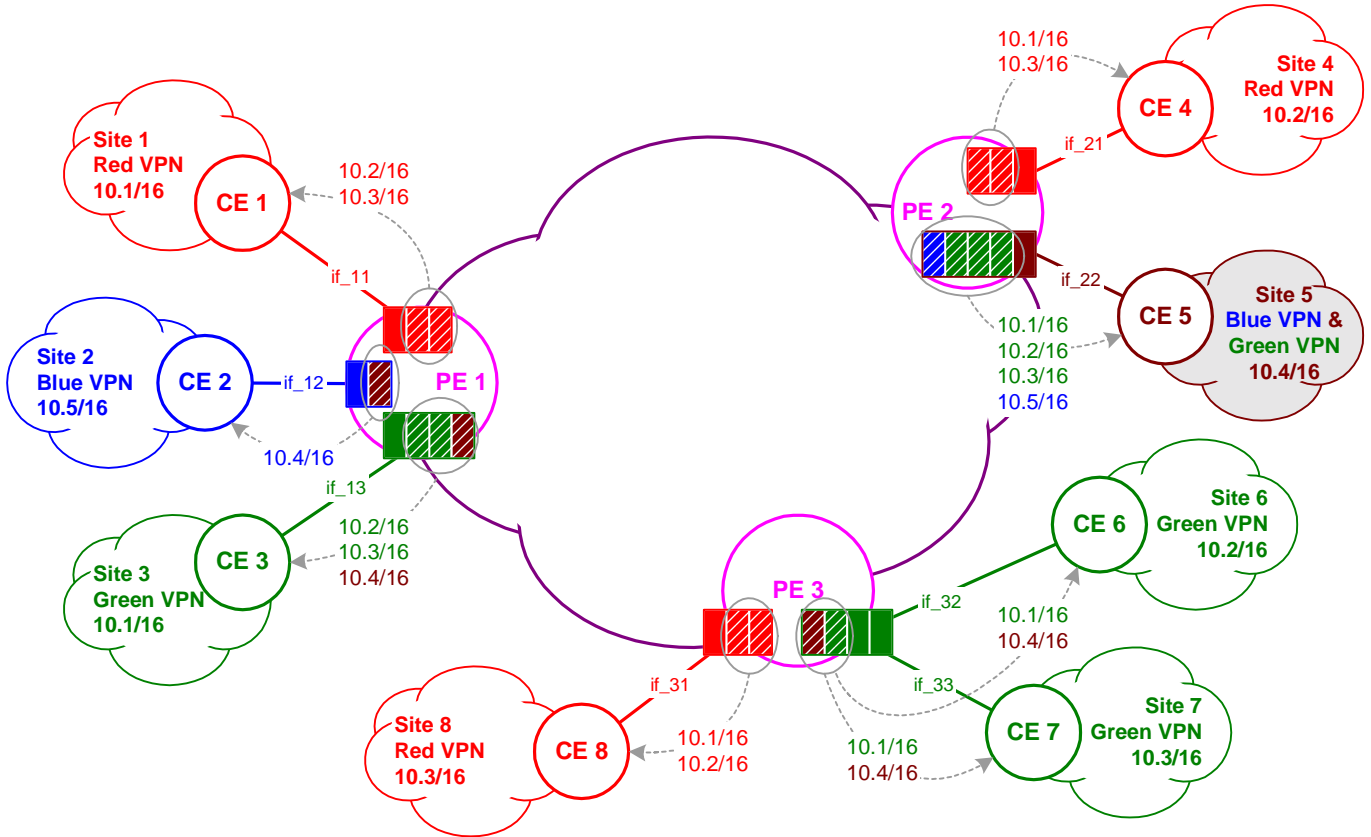 10.1/16
10.3/16
Site 4
Red VPN
10.2/16
CE 4
if_21
Site 1
Red VPN
10.1/16
CE 1
10.2/16
10.3/16
if_11
PE 2
if_22
CE 5
Site 5
Blue VPN &
Green VPN
10.4/16
10.1/16
10.2/16
10.3/16
10.5/16
Site 2
Blue VPN
10.5/16
CE 2
if_12
PE 1
10.4/16
if_13
10.2/16
10.3/16
10.4/16
CE 3
Site 3
Green VPN
10.1/16
CE 6
Site 6
Green VPN
10.2/16
PE 3
if_32
10.1/16
10.4/16
if_31
if_33
Site 8
Red VPN
10.3/16
CE 8
10.1/16
10.2/16
10.1/16
10.4/16
CE 7
Site 7
Green VPN
10.3/16